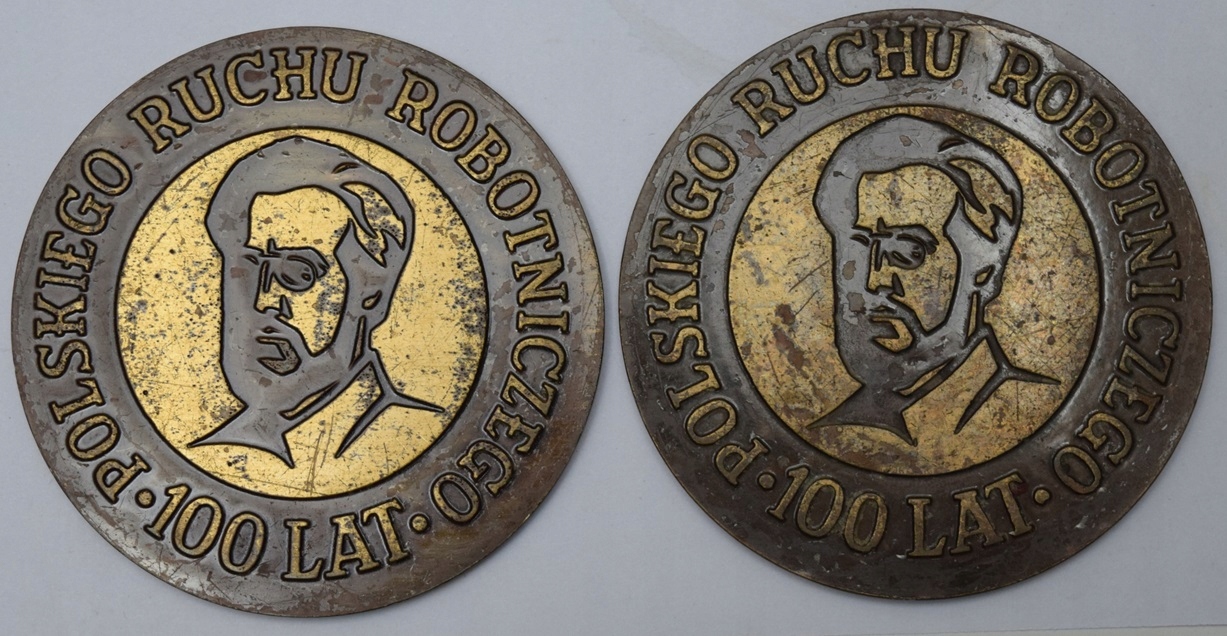 · 100 LAT ·
POLSKIEGO RUCHU ROBOTNICZEGO
· 100 LAT ·
POLSKIEGO RUCHU ROBOTNICZEGO